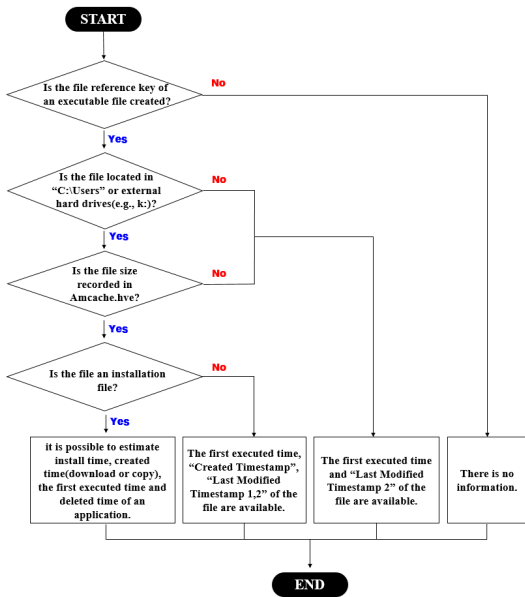 START
Is the file reference key of
an executable file created?
No
Yes
Is the file located in
“C:\Users” or external
hard drives(e.g., k:)?
No
Yes
Is the file size
recorded in
Amcache.hve?
No
Yes
Is the file an installation
file?
No
Yes
it is possible to estimate
install time, created
time(download or copy),
the first executed time and
deleted time of an
application.
The first executed time,
“Created Timestamp”,
“Last Modified
Timestamp 1,2” of the
file are available.
The first executed time
and “Last Modified
Timestamp 2” of the
file are available.
There is no
information.
END